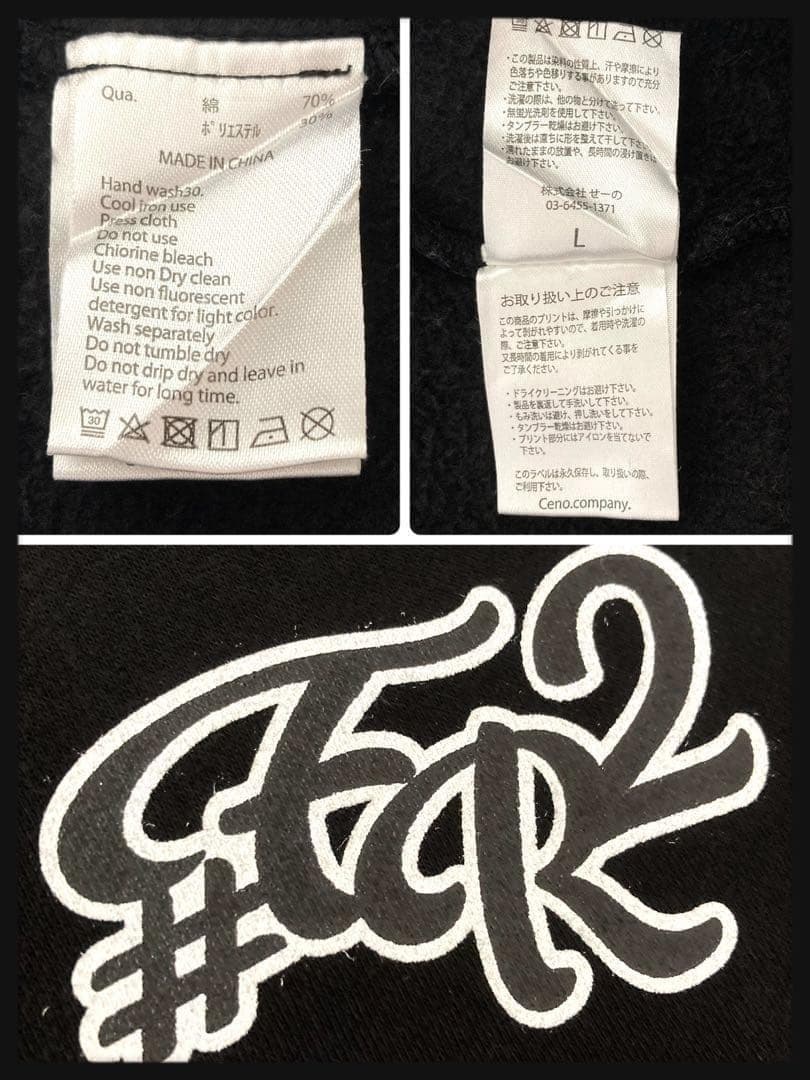 Qua. 綿 70%
ポリエステル 30%
MADE IN CHINA
Hand wash30.
Cool iron use
Press cloth
Do not use
Chlorine bleach
Use non Dry clean
Use non fluorescent
detergent for light color.
Wash separately
Do not tumble dry
Do not drip dry and leave in
water for long time.
30
・この製品は染料の性質上、汗や摩擦により
色落ちや色移りする事がありますので充分
ご注意下さい。
・洗濯の際は、他の物と分けて洗って下さい。
・無蛍光洗剤を使用して下さい。
・タンブラー乾燥はお避け下さい。
・洗濯後は直ちに形を整えて干して下さい。
・濡れたままの放置や、長時間の浸け置きは
お避け下さい。
株式会社 せーの
03-6455-1371
L
お取り扱い上のご注意
この商品のプリントは、摩擦や引っかけに
よって剥がれやすいので、着用時や洗濯の
際、ご注意下さい。
又長時間の着用により剥がれてくる事を
ご了承ください。
・ドライクリーニングはお避け下さい。
・製品を裏返して手洗いして下さい。
・もみ洗いは避け、押し洗いをして下さい。
・タンブラー乾燥はお避け下さい。
・プリント部分にはアイロンを当てないで
下さい。
このラベルは永久保存し、取り扱いの際、
ご利用下さい。
Ceno.company.